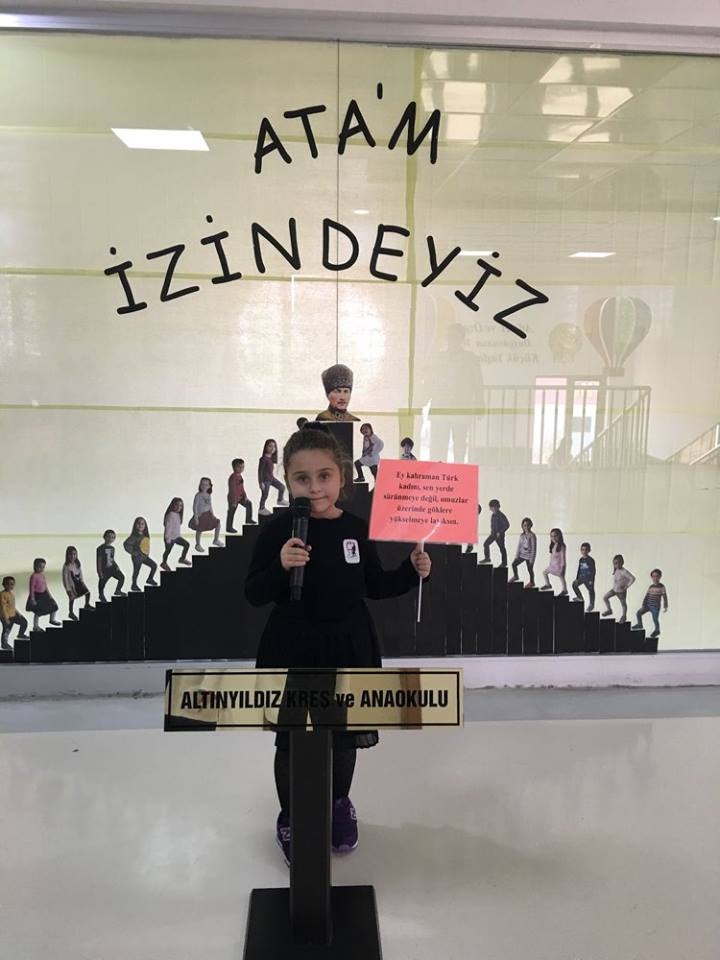 ATA'M
İZİNDEYİZ
Ey kahraman Türk
kadını, sen yerde
sürünmeye değil, omuzlar
üzerinde göklere
yükselmeye layıksın.
ALTINYILDIZ KREŞ ve ANAOKULU